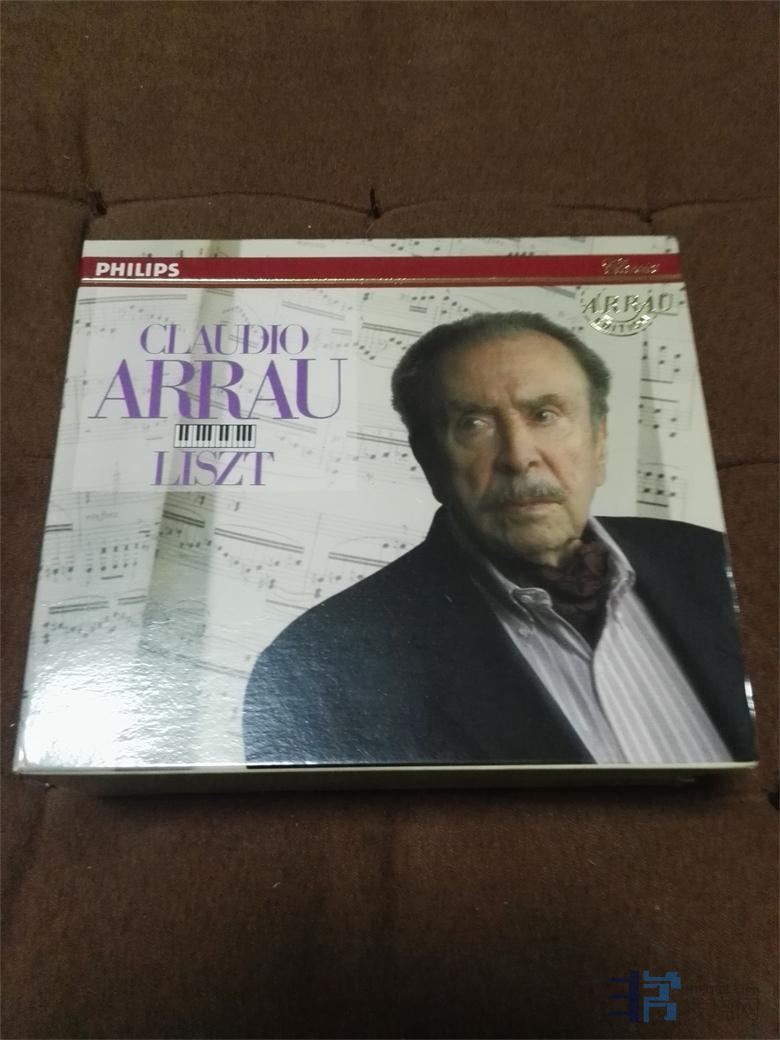 PHILIPS
Classics
ARRAU
EDITION
CLAUDIO
ARRAU
LISZT